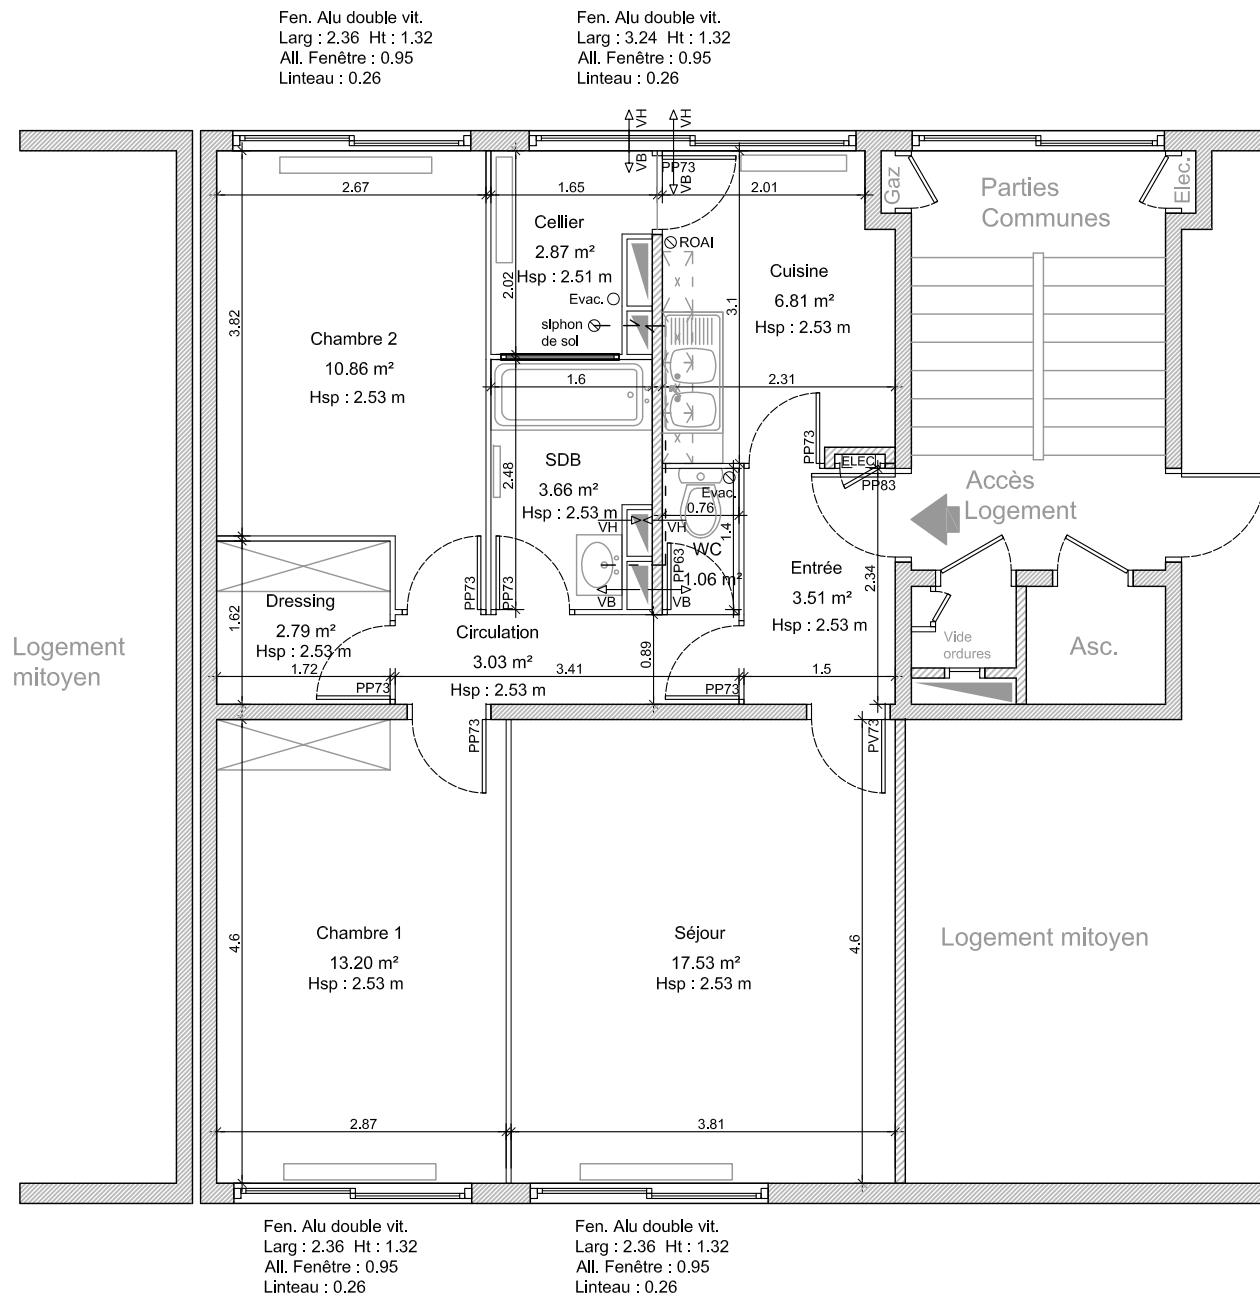 Fen. Alu double vit.
Larg : 2.36 Ht : 1.32
All. Fenêtre : 0.95
Linteau : 0.26
Fen. Alu double vit.
Larg : 3.24 Ht : 1.32
All. Fenêtre : 0.95
Linteau : 0.26
VH
VH
VB
VB
PP73
2.67
1.65
2.01
Gaz
Elec.
Parties
Communes
Cellier
2.87 m²
Hsp : 2.51 m
2.02
Evac.
siphon
de sol
ROAI
Cuisine
6.81 m²
Hsp : 2.53 m
3.1
3.82
Chambre 2
10.86 m²
Hsp : 2.53 m
1.6
2.31
PP73
SDB
3.66 m²
Hsp : 2.53 m
2.48
VH
VH
VB
VB
ELEC
PP83
Evac.
0.76
1.4
WC
1.06 m²
PP63
Accès
Logement
Entrée
3.51 m²
Hsp : 2.53 m
2.34
PP73
PP73
Dressing
2.79 m²
Hsp : 2.53 m
1.62
1.72
PP73
Circulation
3.03 m²
Hsp : 2.53 m
3.41
0.89
PP73
1.5
Vide
ordures
Asc.
Logement
mitoyen
PP73
PV73
Chambre 1
13.20 m²
Hsp : 2.53 m
4.6
Séjour
17.53 m²
Hsp : 2.53 m
4.6
Logement mitoyen
2.87
3.81
Fen. Alu double vit.
Larg : 2.36 Ht : 1.32
All. Fenêtre : 0.95
Linteau : 0.26
Fen. Alu double vit.
Larg : 2.36 Ht : 1.32
All. Fenêtre : 0.95
Linteau : 0.26